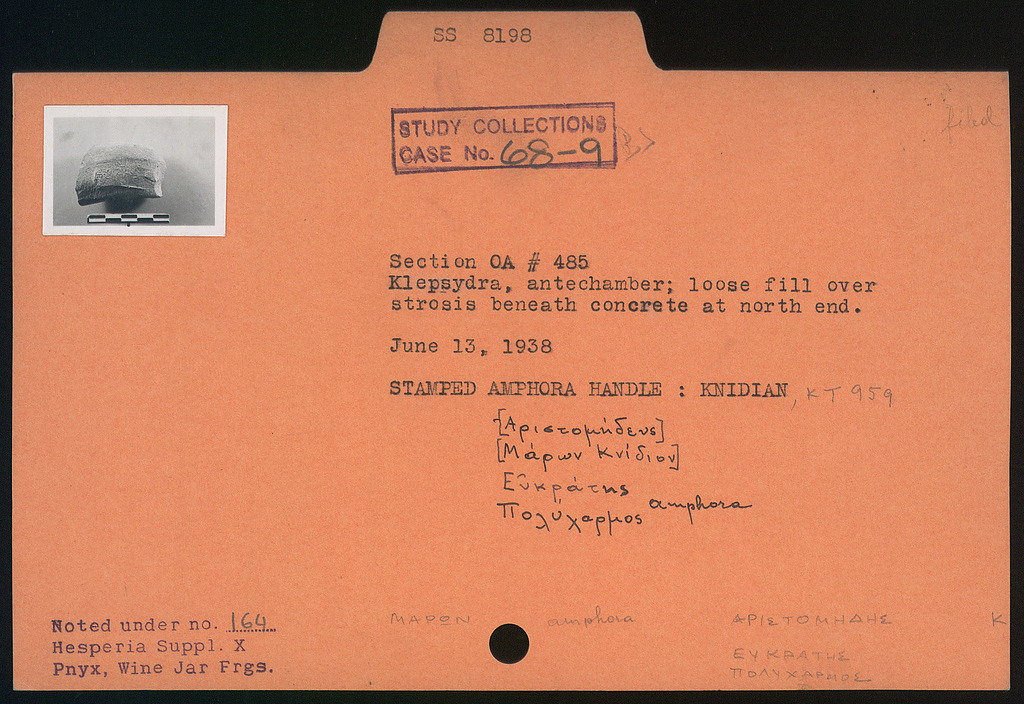 SS 8198
filed
STUDY COLLECTIONS
CASE No. 68-9
Section OA # 485
Klepsydra, antechamber; loose fill over
strosis beneath concrete at north end.
June 13, 1938
STAMPED AMPHORA HANDLE : KNIDIAN, KT 959
[Αριστομήδευς]
[Μάρων Κνίδιον]
Εὐκράτης
Πολύχαρμος amphora
Noted under no. 164
Hesperia Suppl. X
Pnyx, Wine Jar Frgs.
ΜΑΡΩΝ amphora ΑΡΙΣΤΟΜΗΔΗΣ K
ΕΥΚΡΑΤΗΣ
ΠΟΛΥΧΑΡΜΟΣ